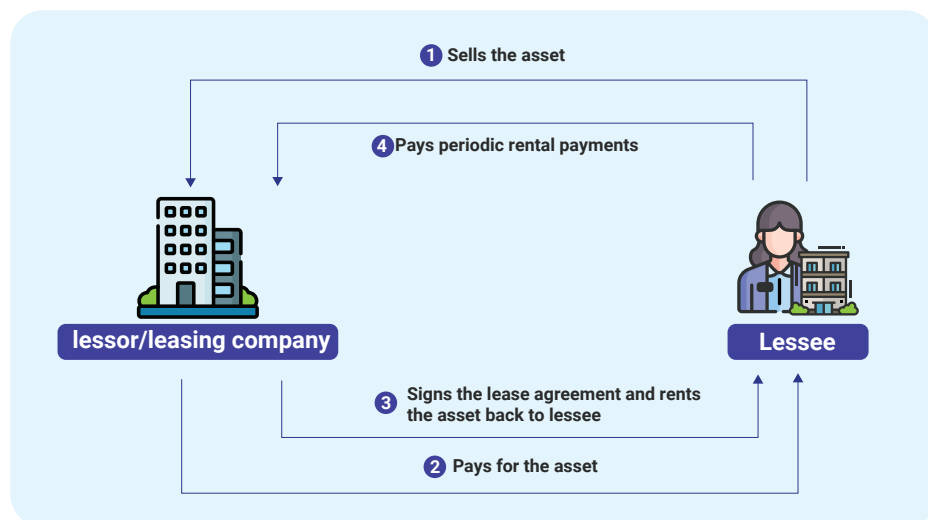 1 Sells the asset
4 Pays periodic rental payments
lessor/leasing company
Lessee
3 Signs the lease agreement and rents
the asset back to lessee
2 Pays for the asset